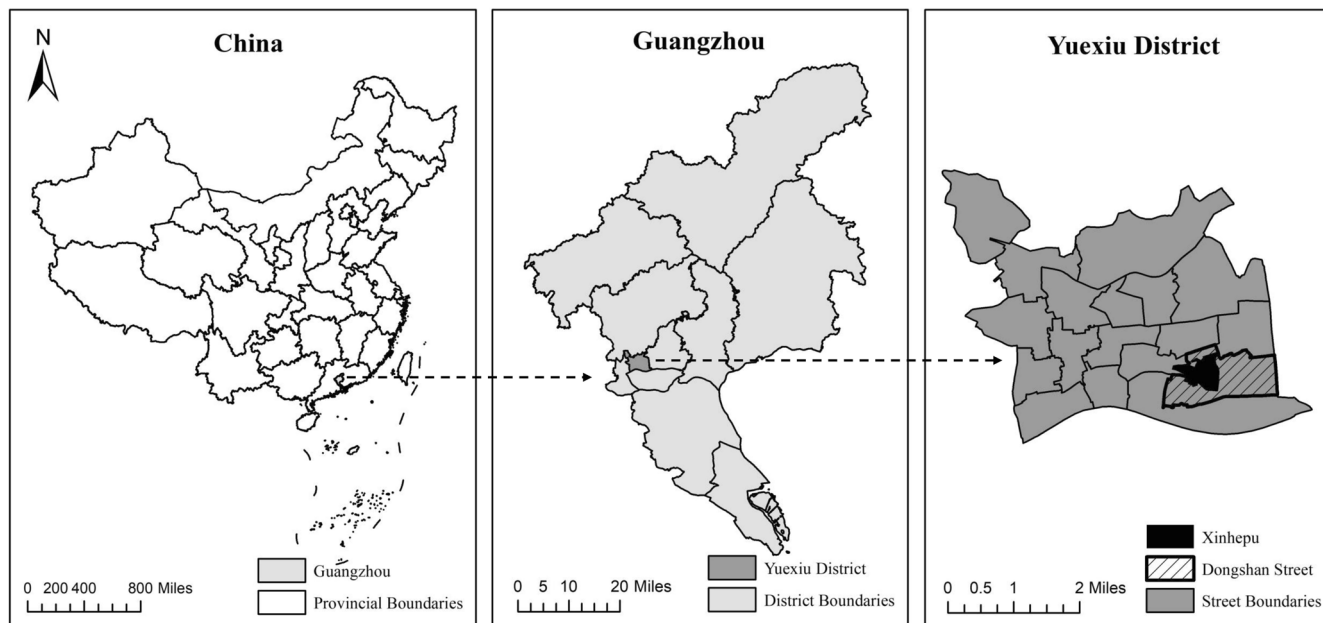 China
N
Guangzhou
0 200 400 800 Miles
Provincial Boundaries
Guangzhou
Yuexiu District
0 5 10 20 Miles
District Boundaries
Yuexiu District
Xinhepu
Dongshan Street
0 0.5 1 2 Miles
Street Boundaries